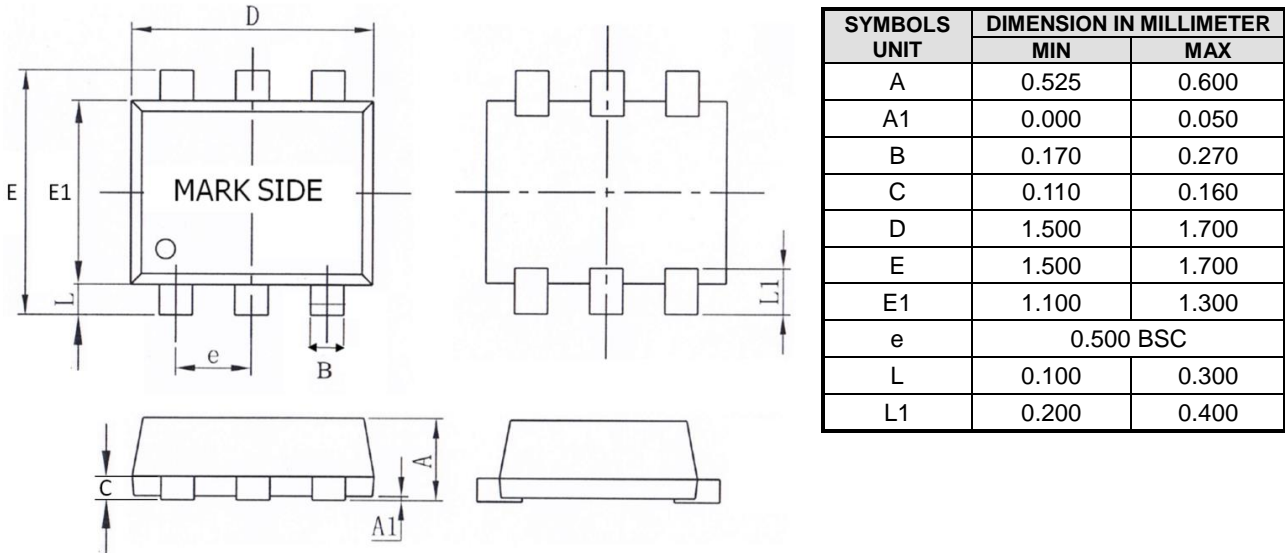 D
E
E1
MARK SIDE
L
e
B
L1
C
A
A1
SYMBOLS UNIT DIMENSION IN MILLIMETER
MIN MAX
A 0.525 0.600
A1 0.000 0.050
B 0.170 0.270
C 0.110 0.160
D 1.500 1.700
E 1.500 1.700
E1 1.100 1.300
e 0.500 BSC
L 0.100 0.300
L1 0.200 0.400